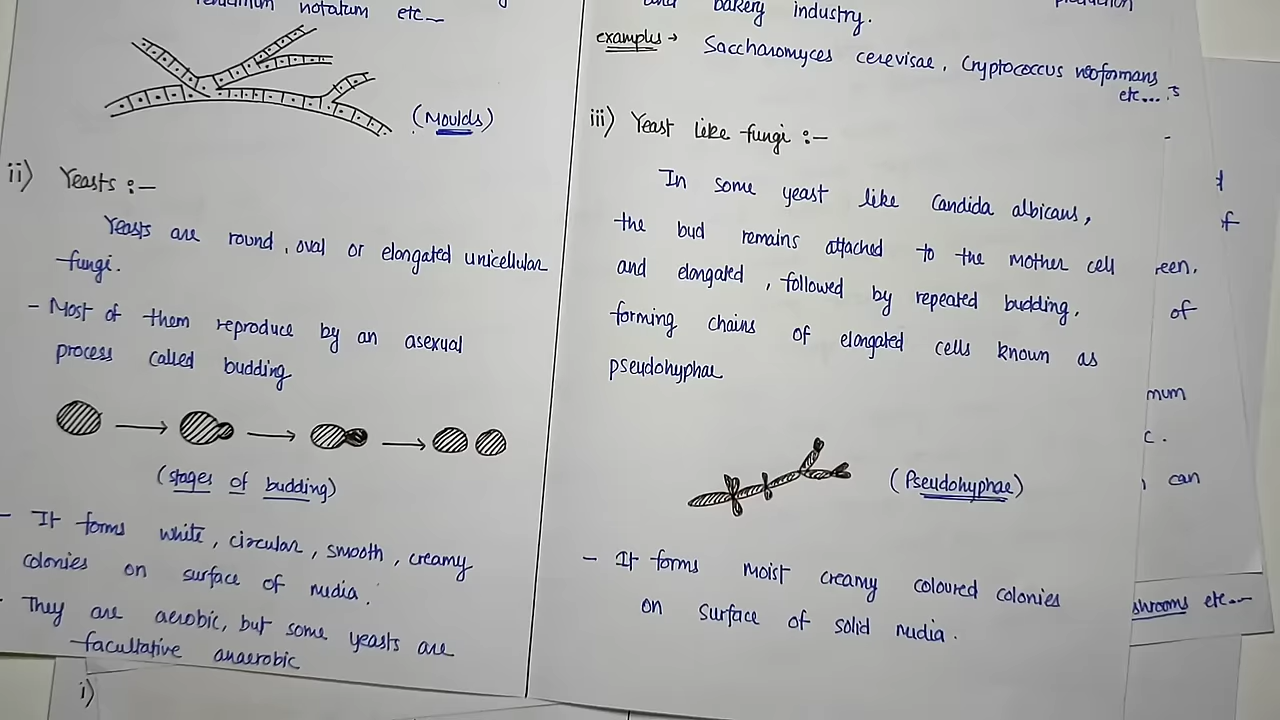 notatum etc
(Moulds)
ii) Yeasts :-
Yeasts are round, oval or elongated unicellular
fungi.
- Most of them reproduce by an asexual
process called budding
(stages of budding)
- It forms white, circular, smooth, creamy
colonies on surface of media.
- They are aerobic, but some yeasts are
facultative anaerobic
i)
bakery industry.
examples → Saccharomyces cerevisae, Cryptococcus neoformans
etc....
iii) Yeast like fungi :-
In some yeast like Candida albicans,
the bud remains attached to the mother cell
and elongated, followed by repeated budding,
forming chains of elongated cells known as
pseudohyphae
(Pseudohyphae)
- It forms moist creamy coloured colonies
on surface of solid media.
of
can
etc